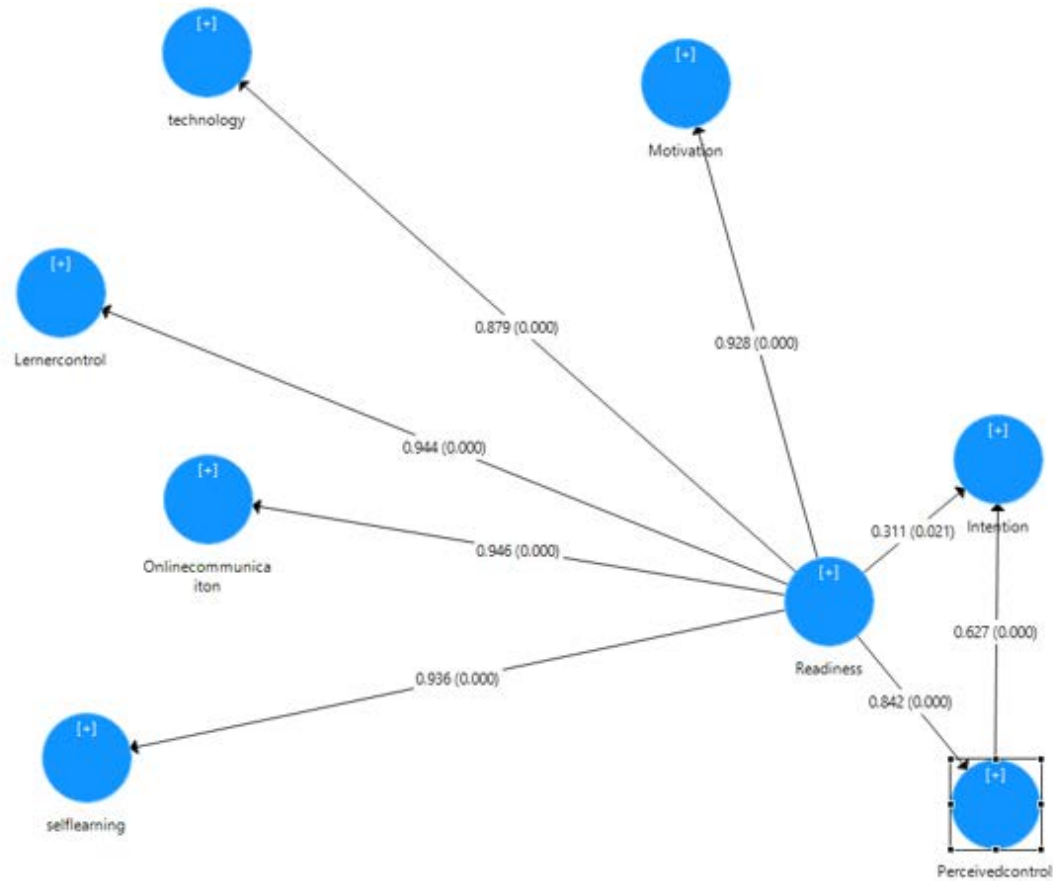 [+]
technology
[+]
Motivation
[+]
Lernercontrol
0.879 (0.000)
0.928 (0.000)
0.944 (0.000)
[+]
Onlinecommunica
iton
[+]
Intention
0.311 (0.021)
0.946 (0.000)
[+]
Readiness
0.627 (0.000)
0.936 (0.000)
0.842 (0.000)
[+]
selflearning
[+]
Perceivedcontrol